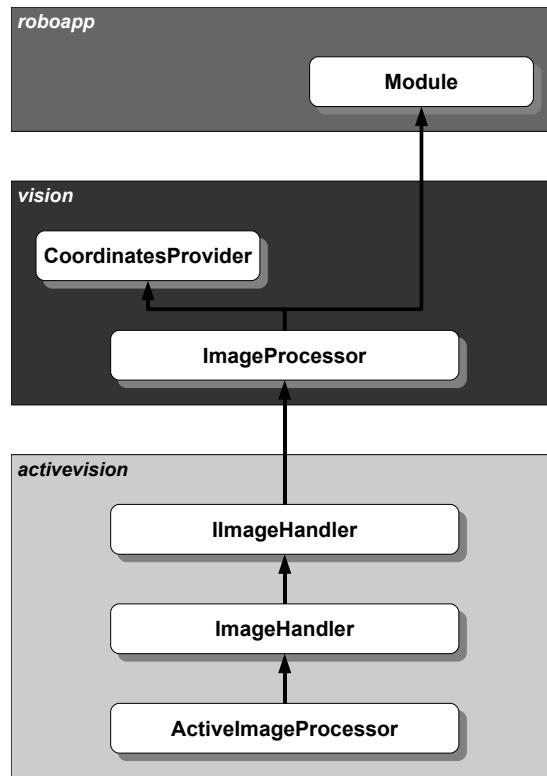 roboapp
Module
vision
CoordinatesProvider
ImageProcessor
activevision
IImageHandler
ImageHandler
ActiveImageProcessor